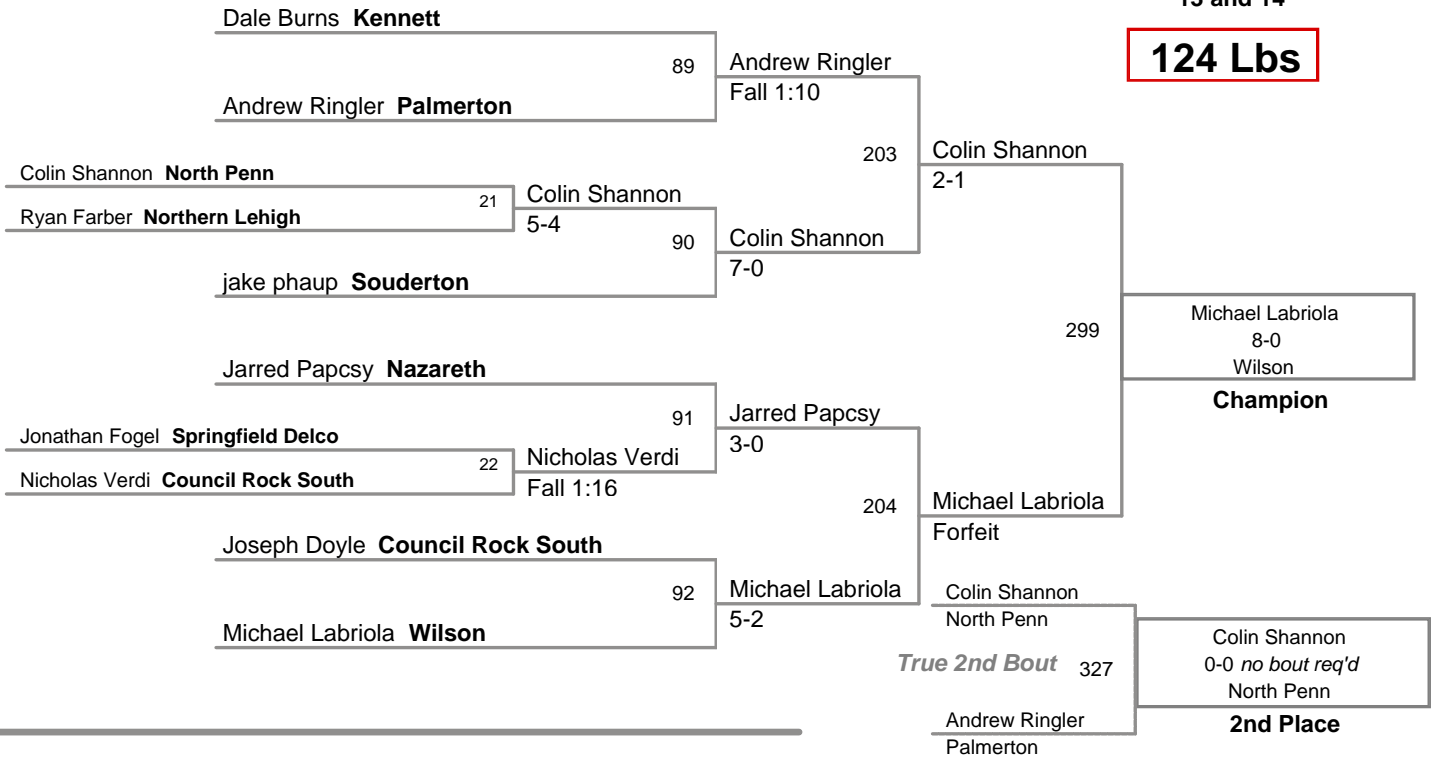 13 and 14
124 Lbs
Dale Burns Kennett
89
Andrew Ringler
Fall 1:10
Andrew Ringler Palmerton
203
Colin Shannon
2-1
Colin Shannon North Penn
21
Colin Shannon
5-4
Ryan Farber Northern Lehigh
90
Colin Shannon
7-0
jake phaup Souderton
299
Michael Labriola
8-0
Wilson
Champion
Jarred Papcsy Nazareth
91
Jarred Papcsy
3-0
Jonathan Fogel Springfield Delco
22
Nicholas Verdi
Fall 1:16
Nicholas Verdi Council Rock South
204
Michael Labriola
Forfeit
Joseph Doyle Council Rock South
92
Michael Labriola
5-2
Michael Labriola Wilson
Colin Shannon
North Penn
True 2nd Bout 327
Colin Shannon
0-0 no bout req'd
North Penn
2nd Place
Andrew Ringler
Palmerton